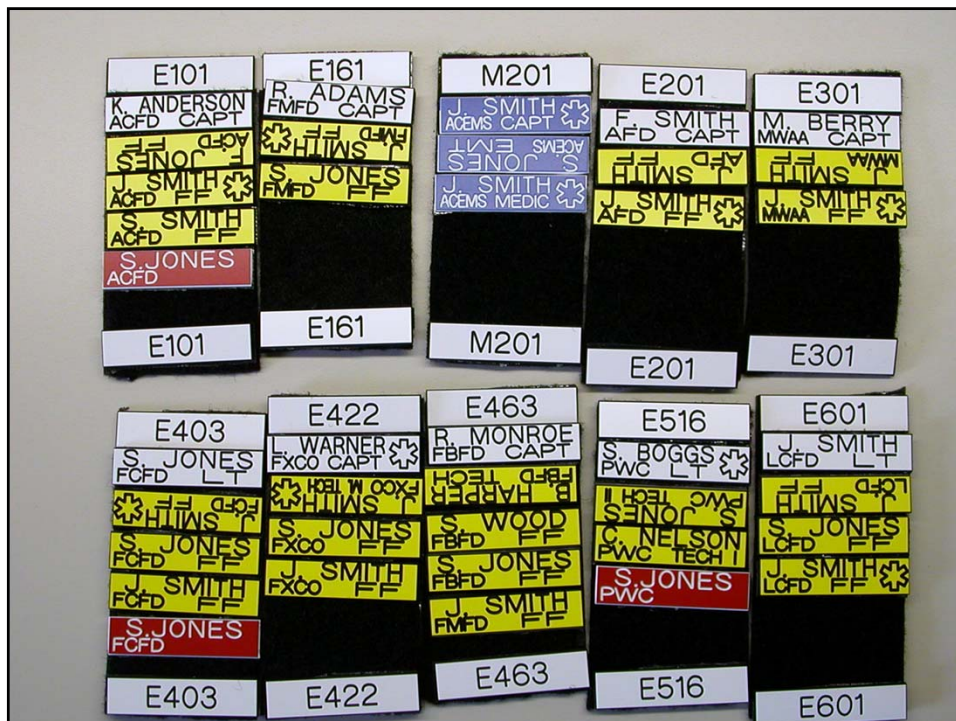 E101
K. ANDERSON
ACFD CAPT
F. JONES
ACFD FF
J. SMITH
ACFD FF
S. SMITH
ACFD FF
S.JONES
ACFD
E101
E161
R. ADAMS
FMFD CAPT
J. SMITH
FMFD FF
S. JONES
FMFD FF
E161
M201
J. SMITH
ACEMS CAPT
S. JONES
ACEMS EMT
J. SMITH
ACEMS MEDIC
M201
E201
F. SMITH
AFD CAPT
J. SMITH
AFD FF
J. SMITH
AFD FF
E201
E301
M. BERRY
MWAA CAPT
J. SMITH
MWAA FF
J. SMITH
MWAA FF
E301
E403
S. JONES
FCFD LT
J. SMITH
FCFD FF
S. JONES
FCFD FF
J. SMITH
FCFD FF
S.JONES
FCFD
E403
E422
L. WARNER
FXCO CAPT
J. SMITH
FXCO M. TECH
S. JONES
FXCO FF
J. SMITH
FXCO FF
E422
E463
R. MONROE
FBFD CAPT
B. HARPER
FBFD TECH
S. WOOD
FBFD FF
S. JONES
FBFD FF
J. SMITH
FMFD FF
E463
E516
S. BOGGS
PWC LT
S. JONES
PWC TECH II
C. NELSON
PWC TECH I
S.JONES
PWC
E516
E601
J. SMITH
LCFD LT
J. SMITH
LCFD FF
S. JONES
LCFD FF
J. SMITH
LCFD FF
E601